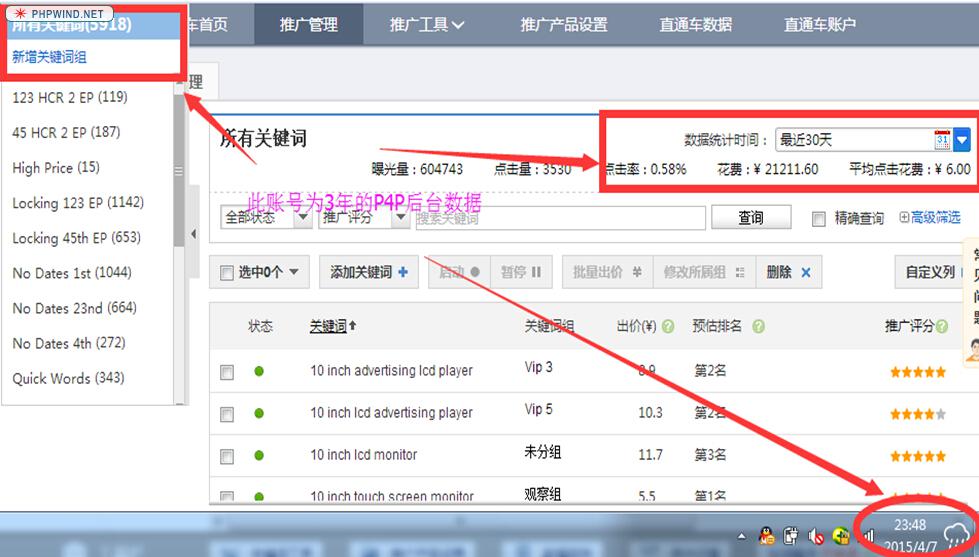 PHPWIND.NET
所有关键词(5918)
新增关键词组
123 HCR 2 EP (119)
45 HCR 2 EP (187)
High Price (15)
Locking 123 EP (1142)
Locking 45th EP (653)
No Dates 1st (1044)
No Dates 23nd (664)
No Dates 4th (272)
Quick Words (343)
车首页 推广管理 推广工具 推广产品设置 直通车数据 直通车账户
理
所有关键词
数据统计时间： 最近30天 31
曝光量：604743 点击量：3530 点击率：0.58% 花费：¥ 21211.60 平均点击花费：¥ 6.00
此账号为3年的P4P后台数据
全部状态 推广评分 搜索关键词 查询 精确查询 高级筛选
选中0个 添加关键词 启动 暂停 批量出价 修改所属组 删除 自定义列
状态 关键词 关键词组 出价(¥) 预估排名 推广评分
10 inch advertising lcd player Vip 3 8.9 第2名
10 inch lcd advertising player Vip 5 10.3 第2名
10 inch lcd monitor 未分组 11.7 第3名
10 inch touch screen monitor 观察组 5.5 第1名
常
见
问
题
23:48
2015/4/7